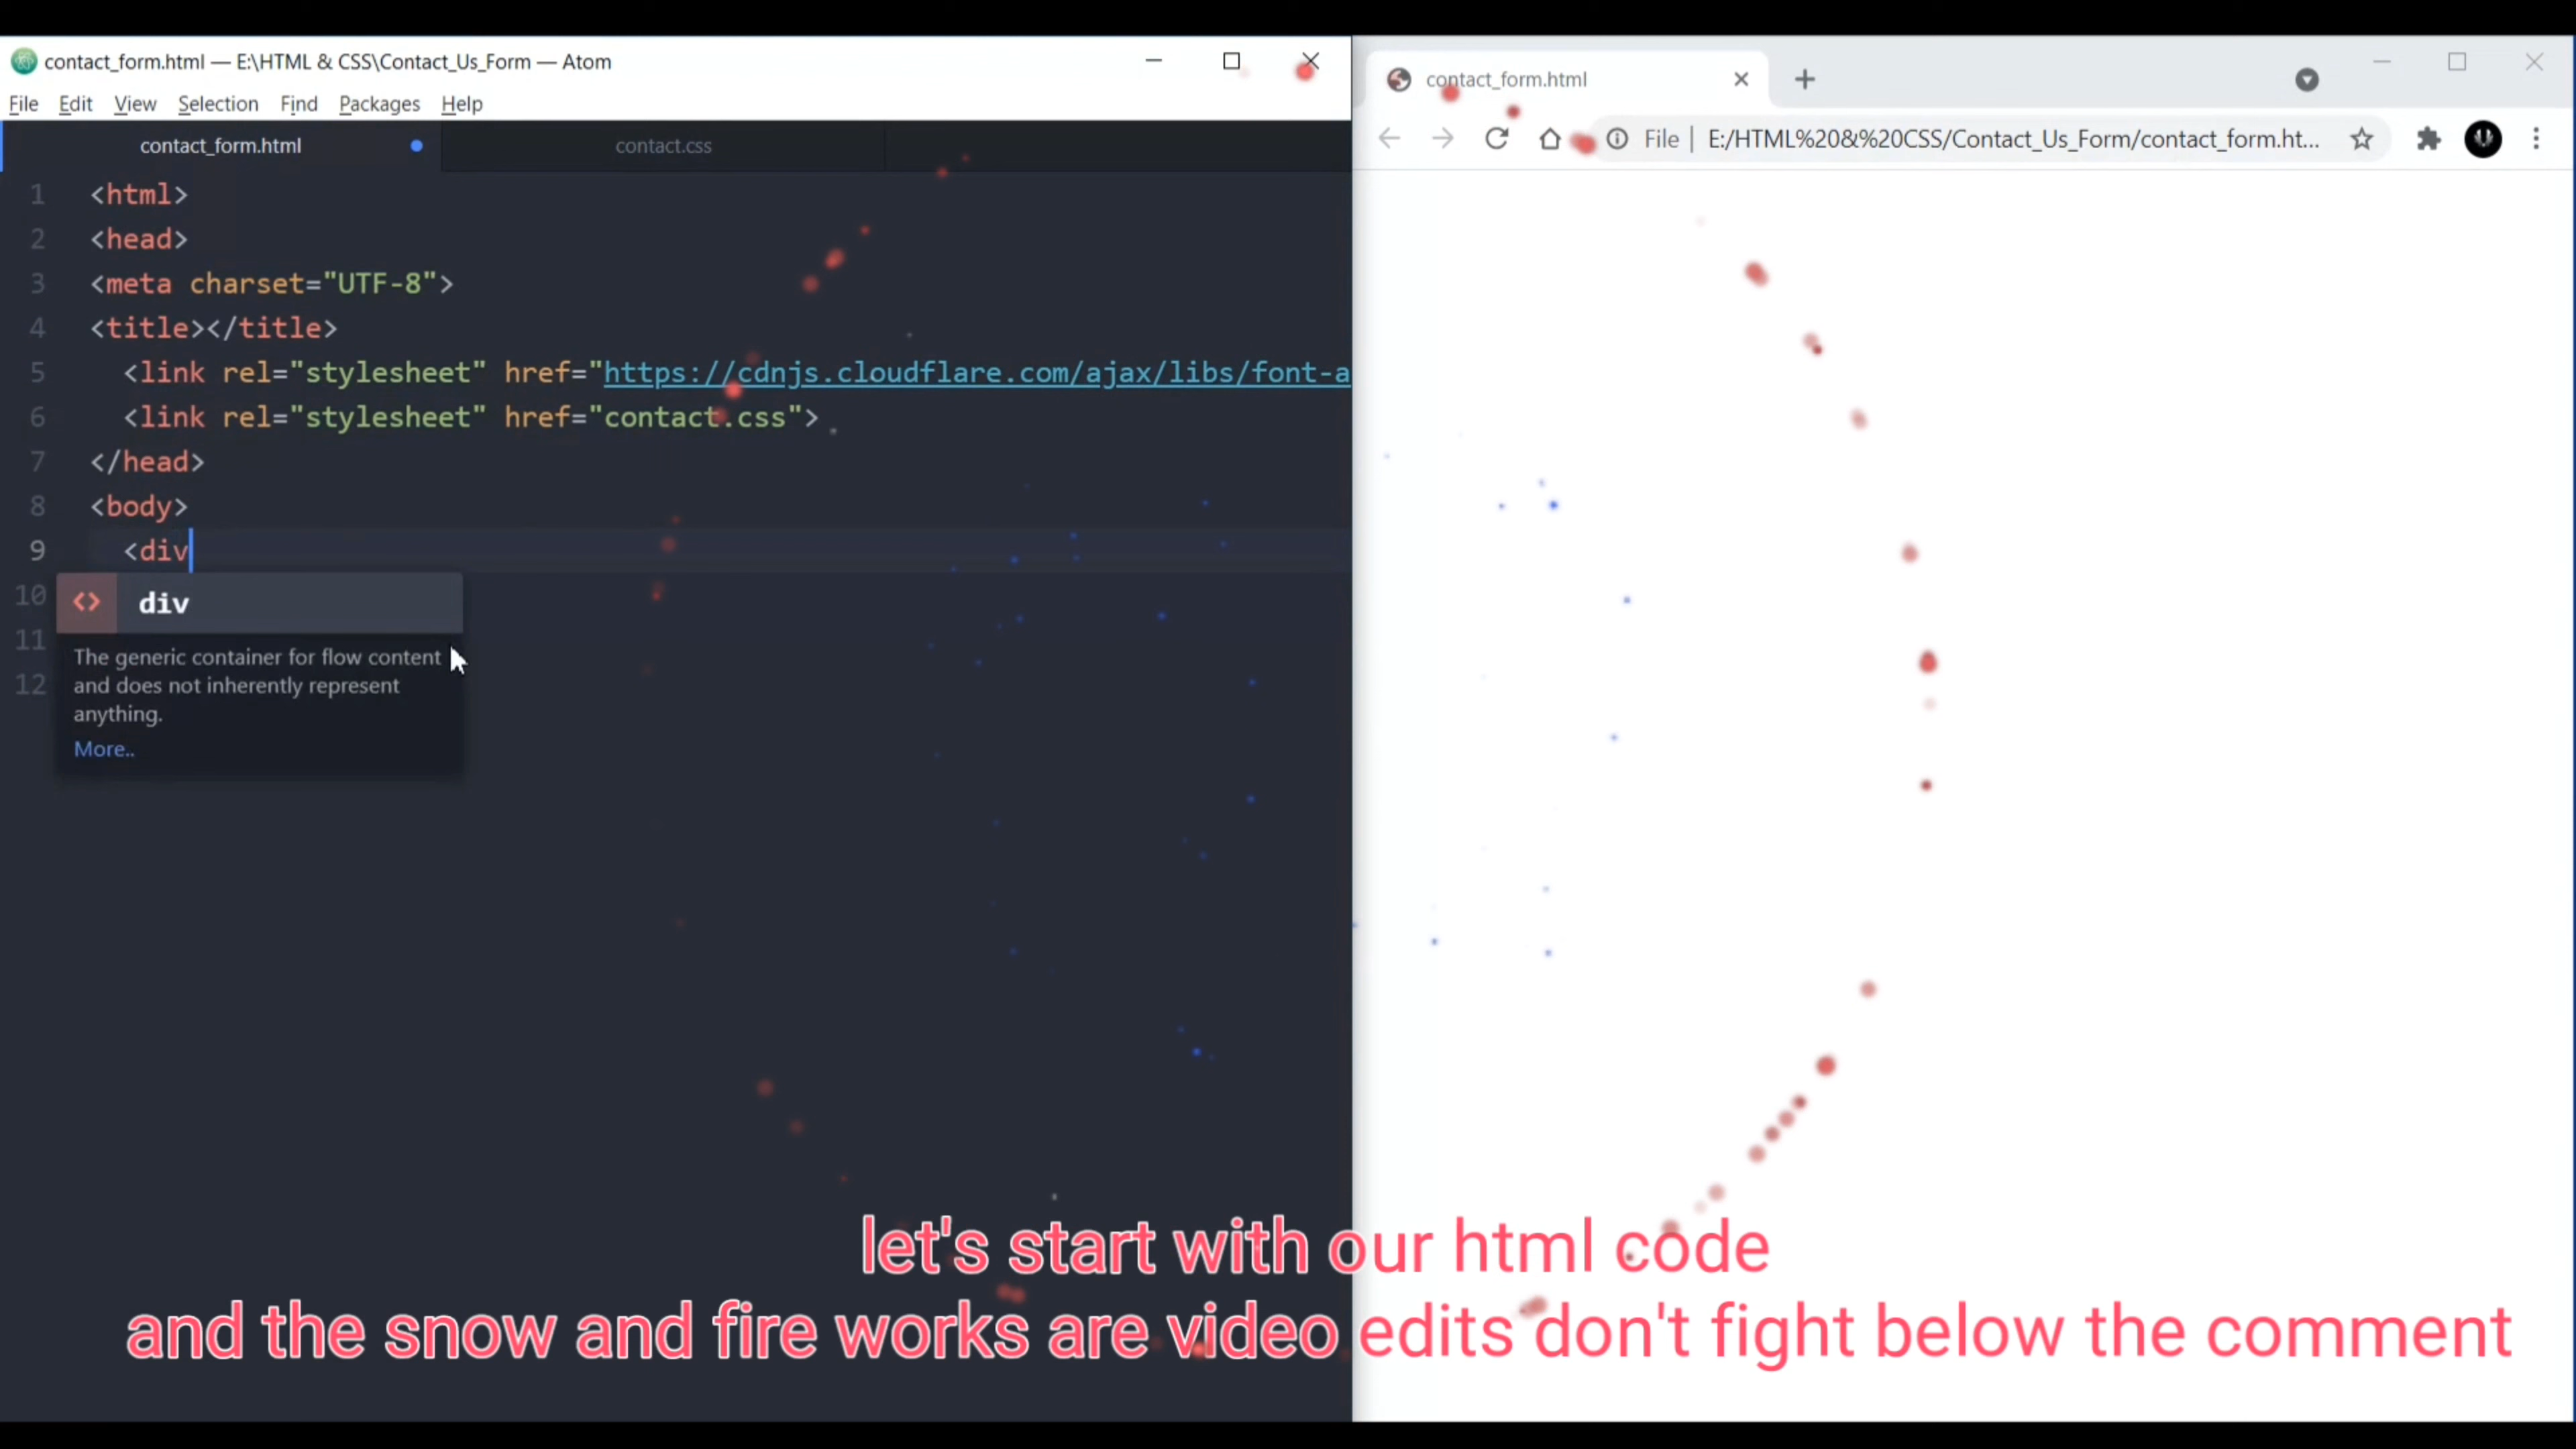 contact_form.html — E:\HTML & CSS\Contact_Us_Form — Atom
File Edit View Selection Find Packages Help
contact_form.html
contact.css
1 <html>
2 <head>
3 <meta charset="UTF-8">
4 <title></title>
5 <link rel="stylesheet" href="https://cdnjs.cloudflare.com/ajax/libs/font-a
6 <link rel="stylesheet" href="contact.css">
7 </head>
8 <body>
9 <div
10
11
12
<> div
The generic container for flow content
and does not inherently represent
anything.
More..
contact_form.html
File | E:/HTML%20&%20CSS/Contact_Us_Form/contact_form.ht...
let's start with our html code
and the snow and fire works are video edits don't fight below the comment